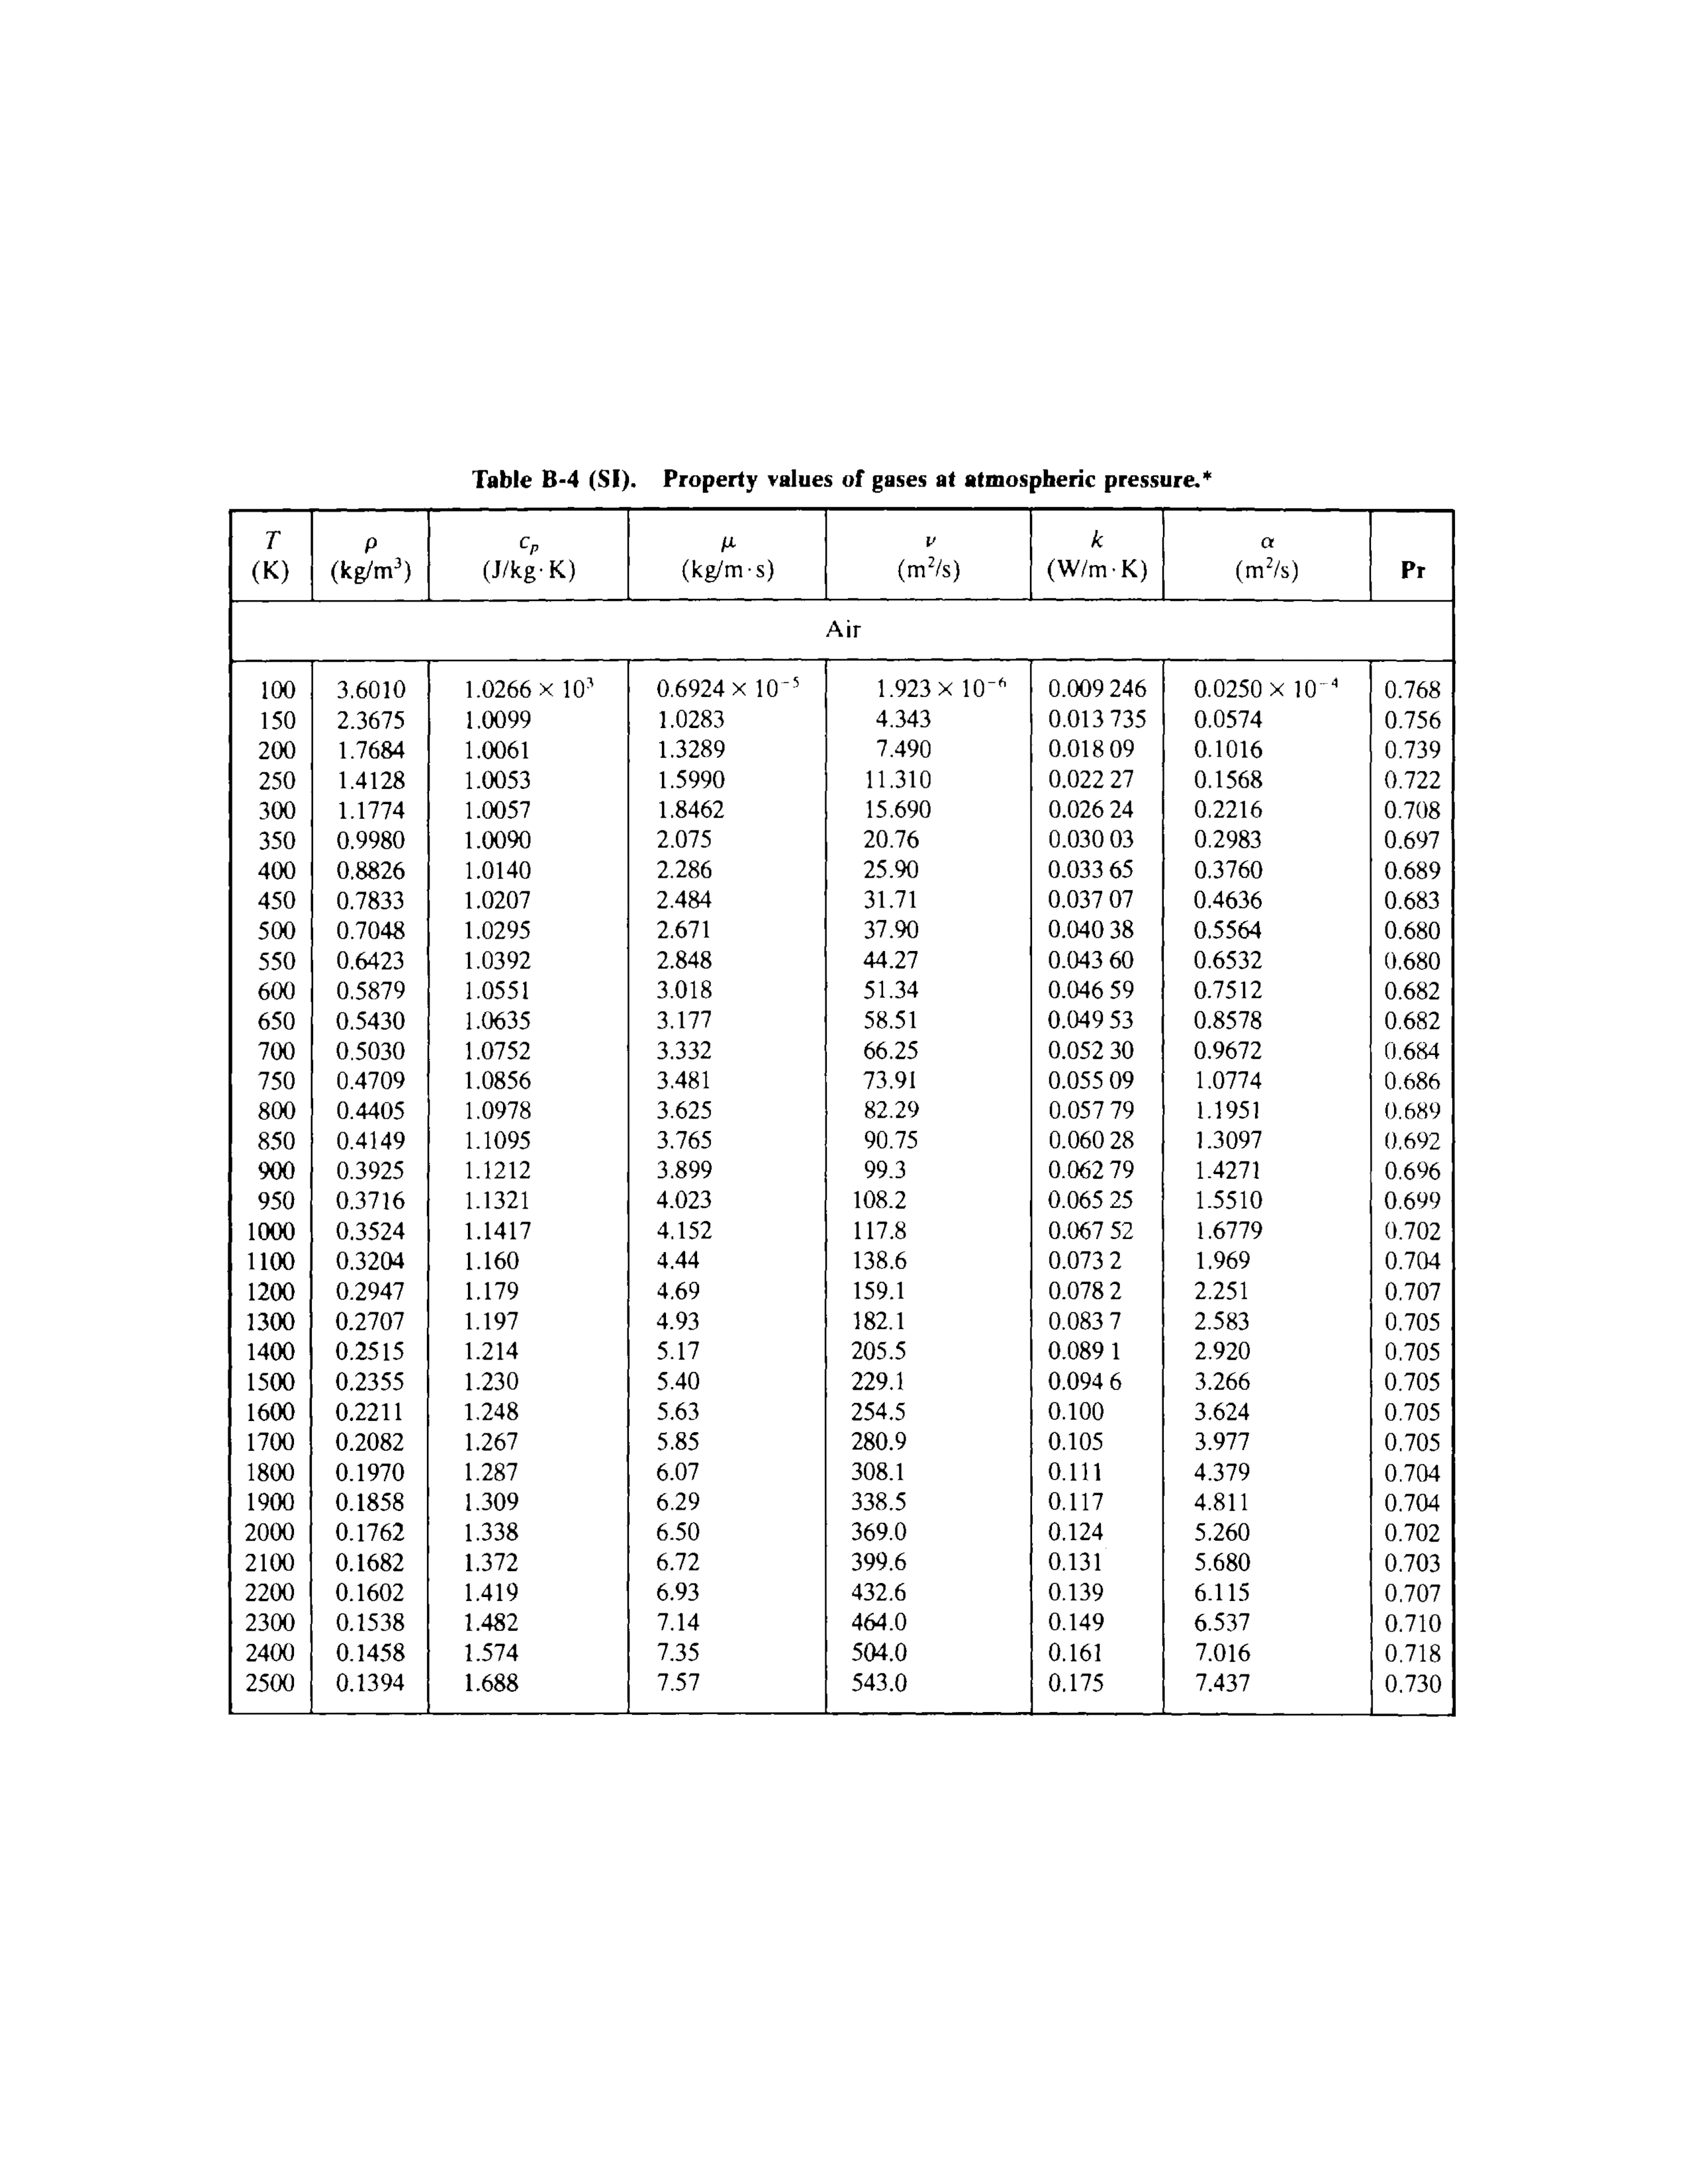 Table B-4 (SI). Property values of gases at atmospheric pressure.*
T ρ c_p μ ν k α Pr
(K) (kg/m³) (J/kg·K) (kg/m·s) (m²/s) (W/m·K) (m²/s)
Air
100 3.6010 1.0266 × 10³ 0.6924 × 10⁻⁵ 1.923 × 10⁻⁶ 0.009 246 0.0250 × 10⁻⁴ 0.768
150 2.3675 1.0099 1.0283 4.343 0.013 735 0.0574 0.756
200 1.7684 1.0061 1.3289 7.490 0.018 09 0.1016 0.739
250 1.4128 1.0053 1.5990 11.310 0.022 27 0.1568 0.722
300 1.1774 1.0057 1.8462 15.690 0.026 24 0.2216 0.708
350 0.9980 1.0090 2.075 20.76 0.030 03 0.2983 0.697
400 0.8826 1.0140 2.286 25.90 0.033 65 0.3760 0.689
450 0.7833 1.0207 2.484 31.71 0.037 07 0.4636 0.683
500 0.7048 1.0295 2.671 37.90 0.040 38 0.5564 0.680
550 0.6423 1.0392 2.848 44.27 0.043 60 0.6532 0.680
600 0.5879 1.0551 3.018 51.34 0.046 59 0.7512 0.682
650 0.5430 1.0635 3.177 58.51 0.049 53 0.8578 0.682
700 0.5030 1.0752 3.332 66.25 0.052 30 0.9672 0.684
750 0.4709 1.0856 3.481 73.91 0.055 09 1.0774 0.686
800 0.4405 1.0978 3.625 82.29 0.057 79 1.1951 0.689
850 0.4149 1.1095 3.765 90.75 0.060 28 1.3097 0.692
900 0.3925 1.1212 3.899 99.3 0.062 79 1.4271 0.696
950 0.3716 1.1321 4.023 108.2 0.065 25 1.5510 0.699
1000 0.3524 1.1417 4.152 117.8 0.067 52 1.6779 0.702
1100 0.3204 1.160 4.44 138.6 0.073 2 1.969 0.704
1200 0.2947 1.179 4.69 159.1 0.078 2 2.251 0.707
1300 0.2707 1.197 4.93 182.1 0.083 7 2.583 0.705
1400 0.2515 1.214 5.17 205.5 0.089 1 2.920 0.705
1500 0.2355 1.230 5.40 229.1 0.094 6 3.266 0.705
1600 0.2211 1.248 5.63 254.5 0.100 3.624 0.705
1700 0.2082 1.267 5.85 280.9 0.105 3.977 0.705
1800 0.1970 1.287 6.07 308.1 0.111 4.379 0.704
1900 0.1858 1.309 6.29 338.5 0.117 4.811 0.704
2000 0.1762 1.338 6.50 369.0 0.124 5.260 0.702
2100 0.1682 1.372 6.72 399.6 0.131 5.680 0.703
2200 0.1602 1.419 6.93 432.6 0.139 6.115 0.707
2300 0.1538 1.482 7.14 464.0 0.149 6.537 0.710
2400 0.1458 1.574 7.35 504.0 0.161 7.016 0.718
2500 0.1394 1.688 7.57 543.0 0.175 7.437 0.730